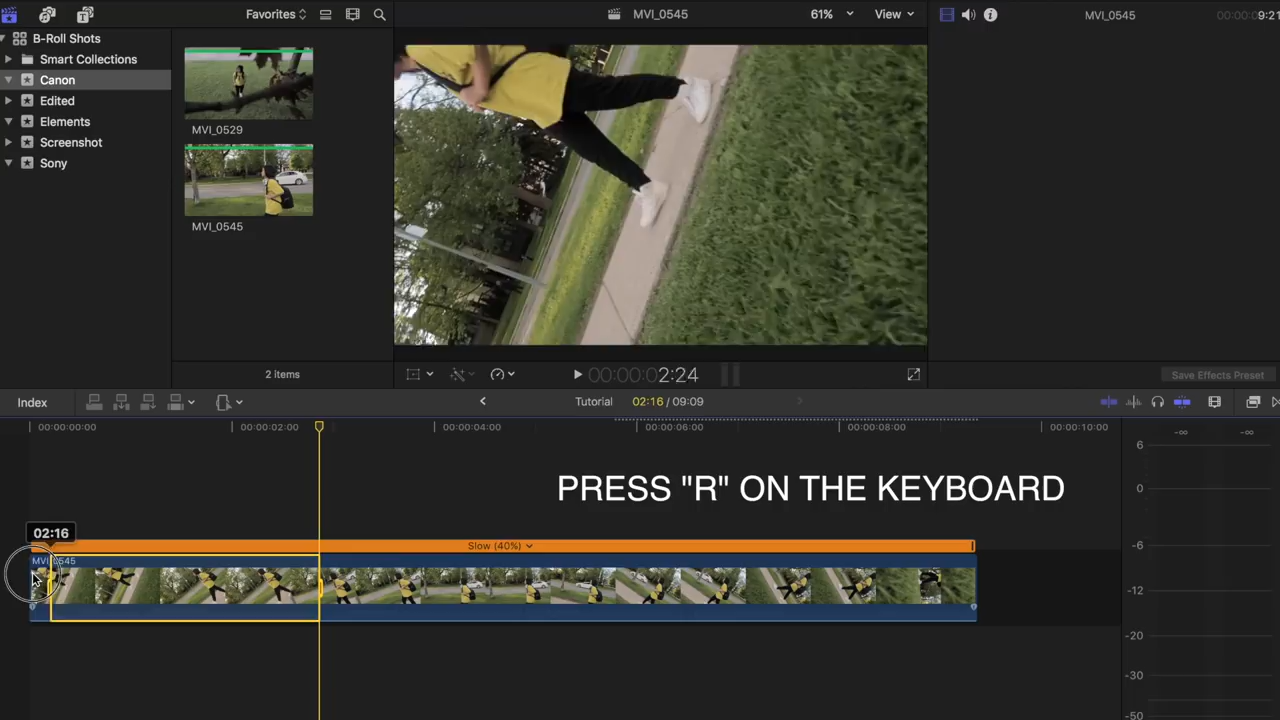 Favorites
MVI_0545
61%
View
MVI_0545
00:00:09:21
B-Roll Shots
Smart Collections
Canon
Edited
Elements
Screenshot
Sony
MVI_0529
MVI_0545
2 items
00:00:02:24
Save Effects Preset
Index
Tutorial
02:16 / 09:09
00:00:00:00
00:00:02:00
00:00:04:00
00:00:06:00
00:00:08:00
00:00:10:00
PRESS "R" ON THE KEYBOARD
02:16
Slow (40%)
MVI_0545
-∞
-∞
6
0
-6
-12
-20
-30
-50